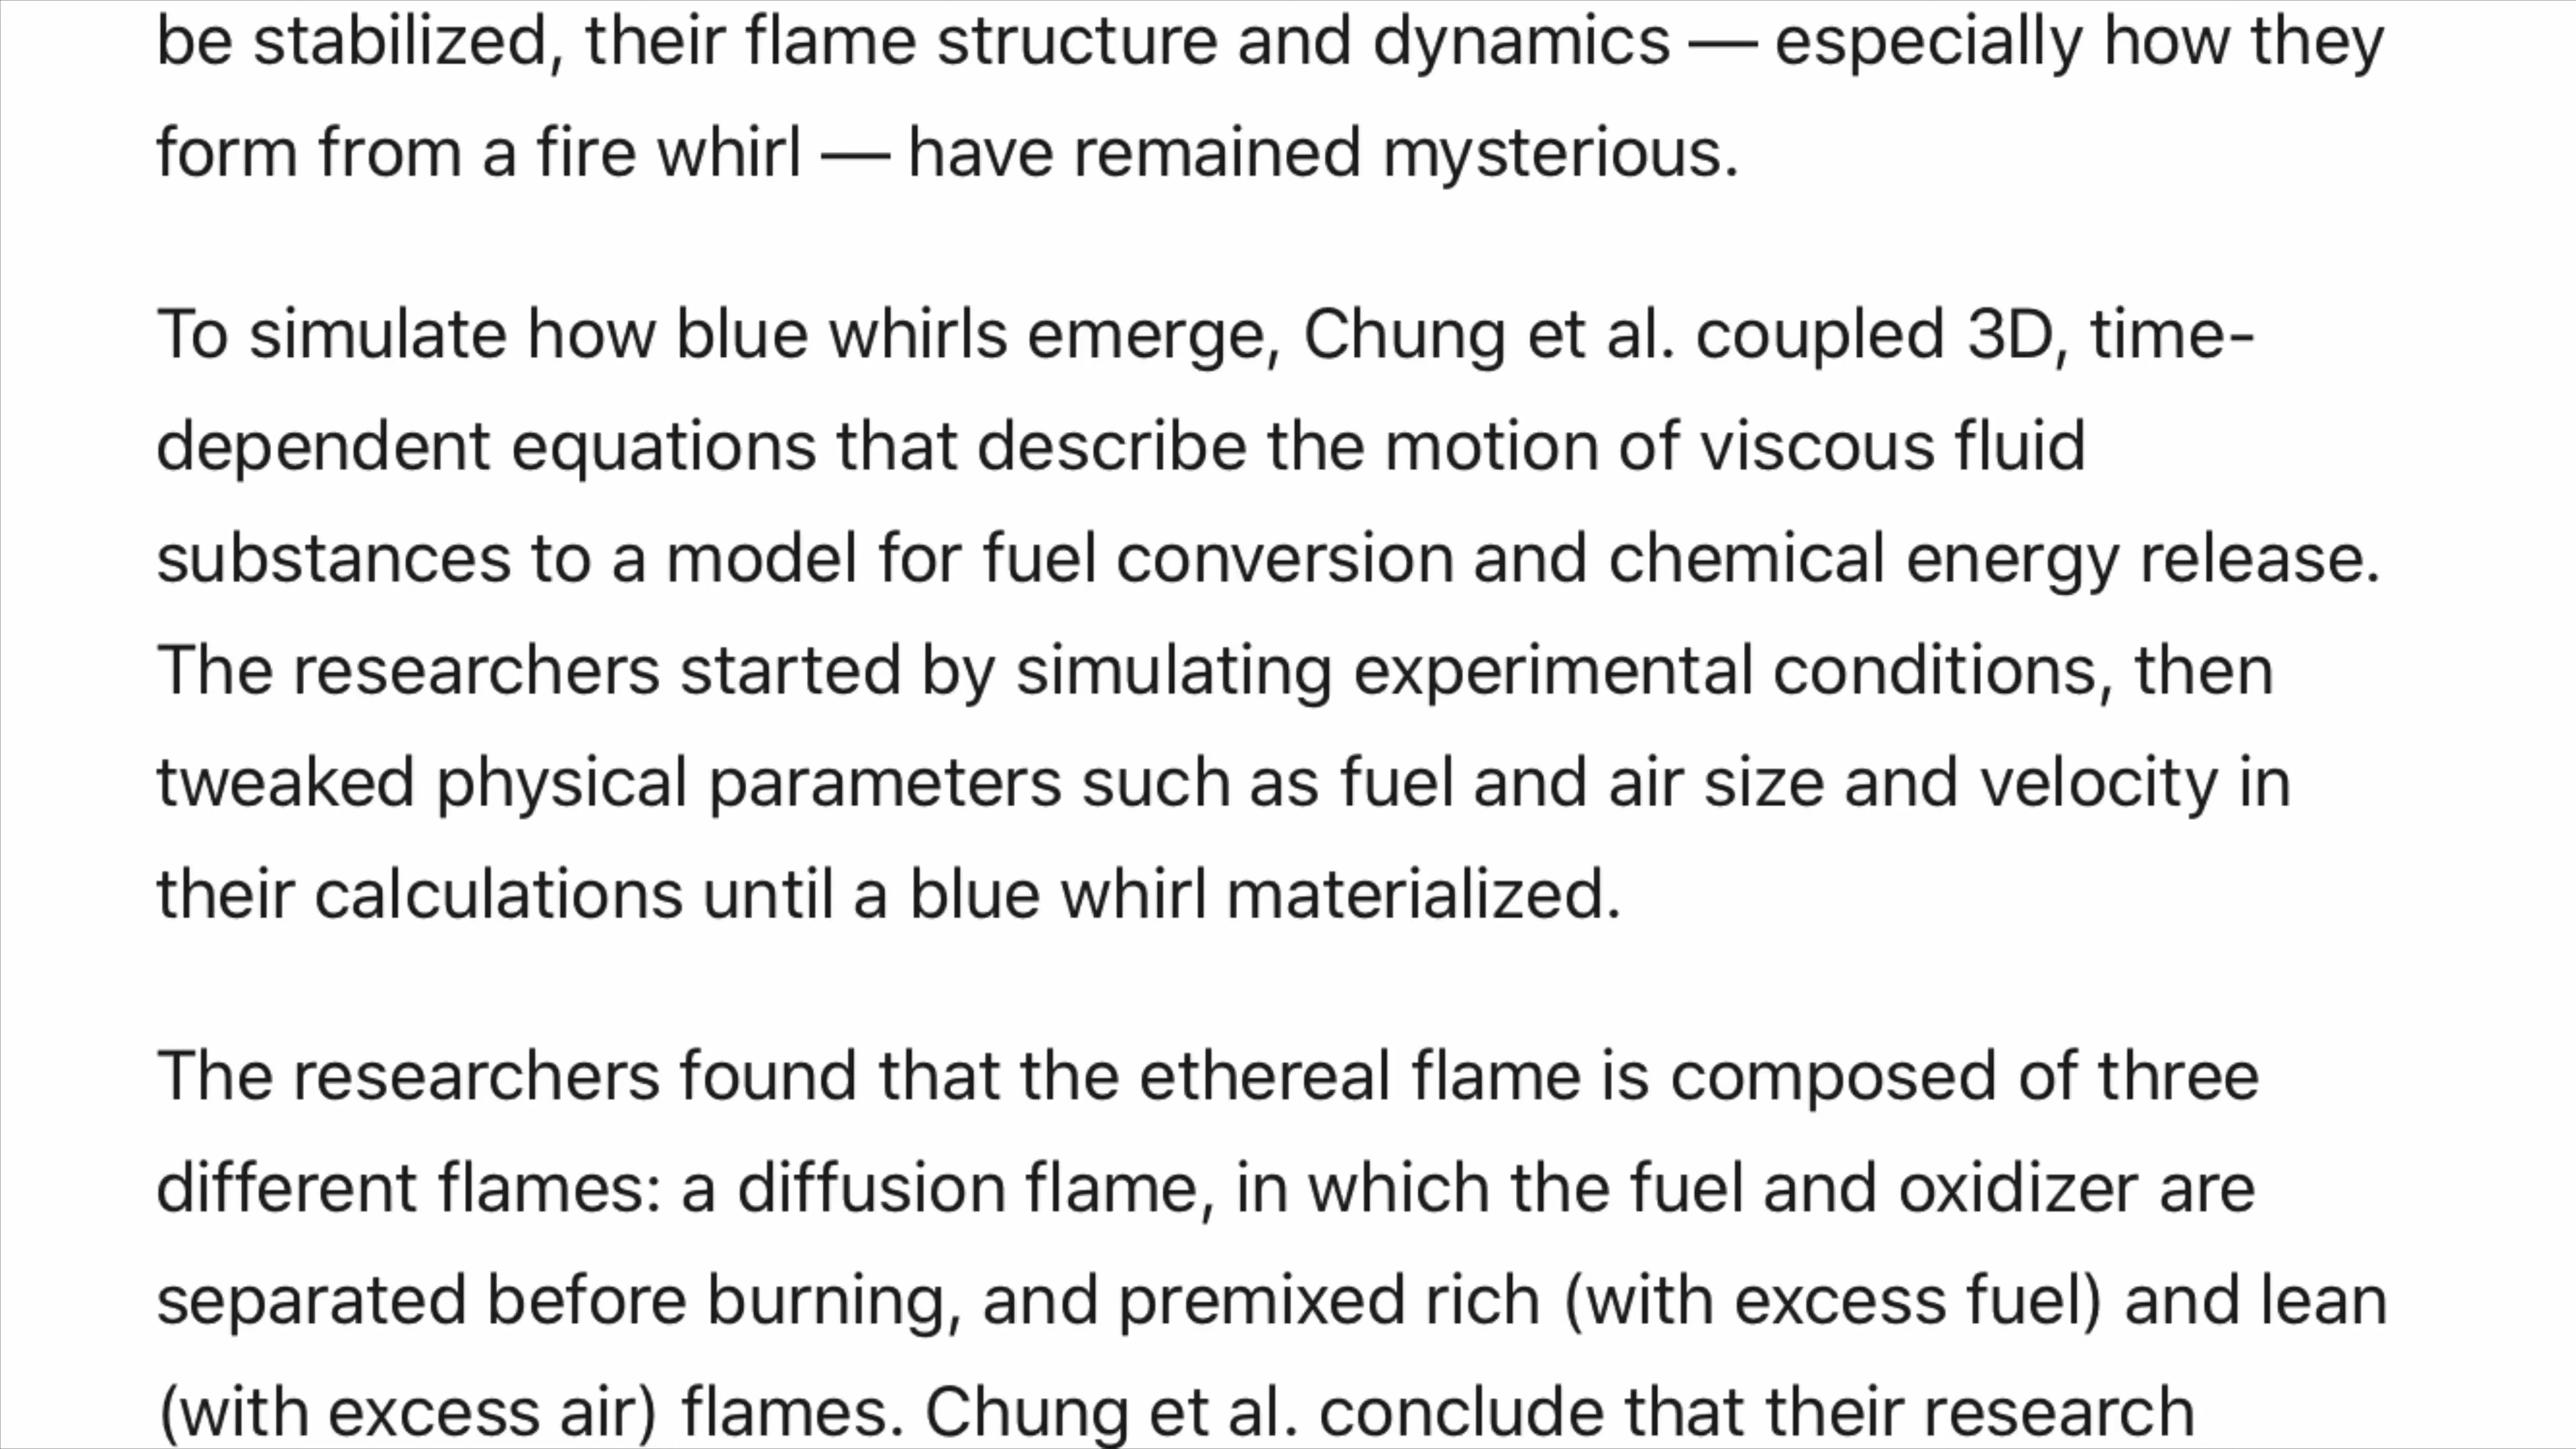 be stabilized, their flame structure and dynamics — especially how they
form from a fire whirl — have remained mysterious.
To simulate how blue whirls emerge, Chung et al. coupled 3D, time-
dependent equations that describe the motion of viscous fluid
substances to a model for fuel conversion and chemical energy release.
The researchers started by simulating experimental conditions, then
tweaked physical parameters such as fuel and air size and velocity in
their calculations until a blue whirl materialized.
The researchers found that the ethereal flame is composed of three
different flames: a diffusion flame, in which the fuel and oxidizer are
separated before burning, and premixed rich (with excess fuel) and lean
(with excess air) flames. Chung et al. conclude that their research